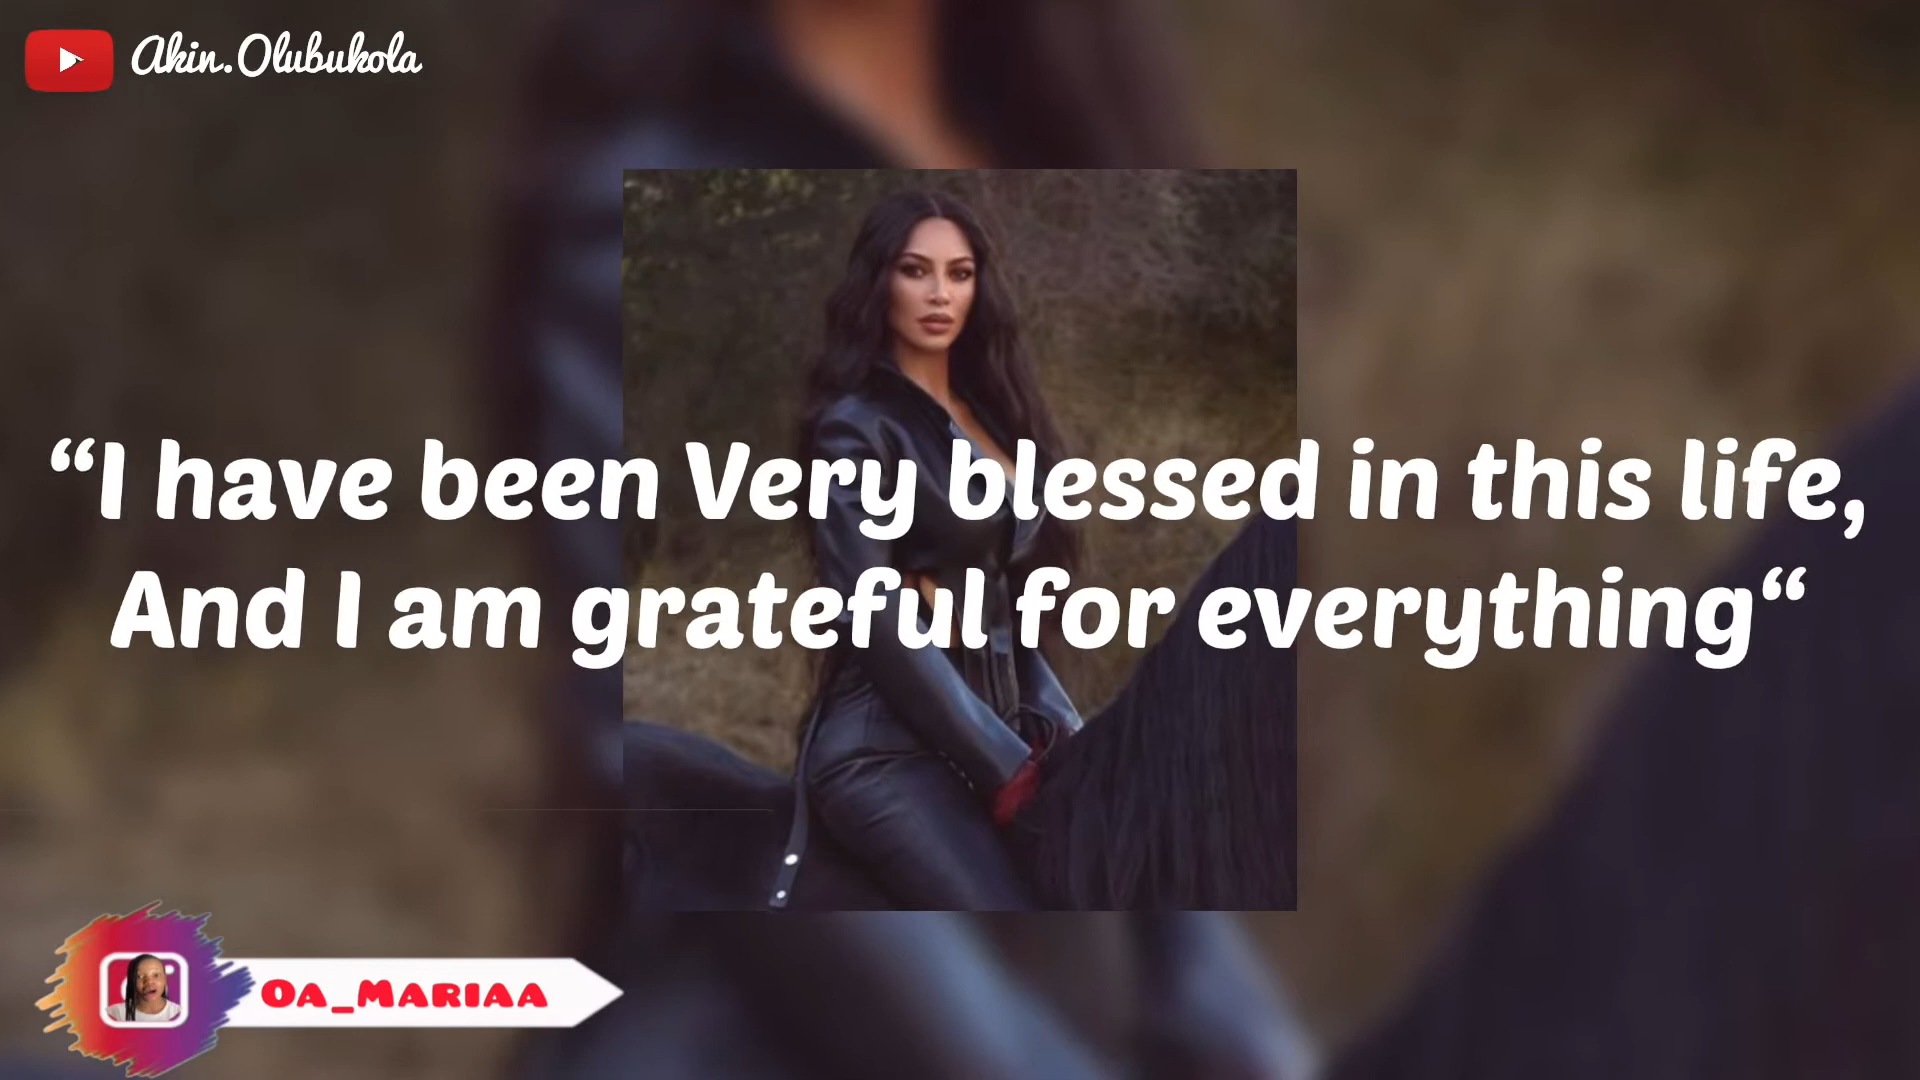 Akin.Olubukola
“I have been Very blessed in this life,
And I am grateful for everything“
Oa_Mariaa